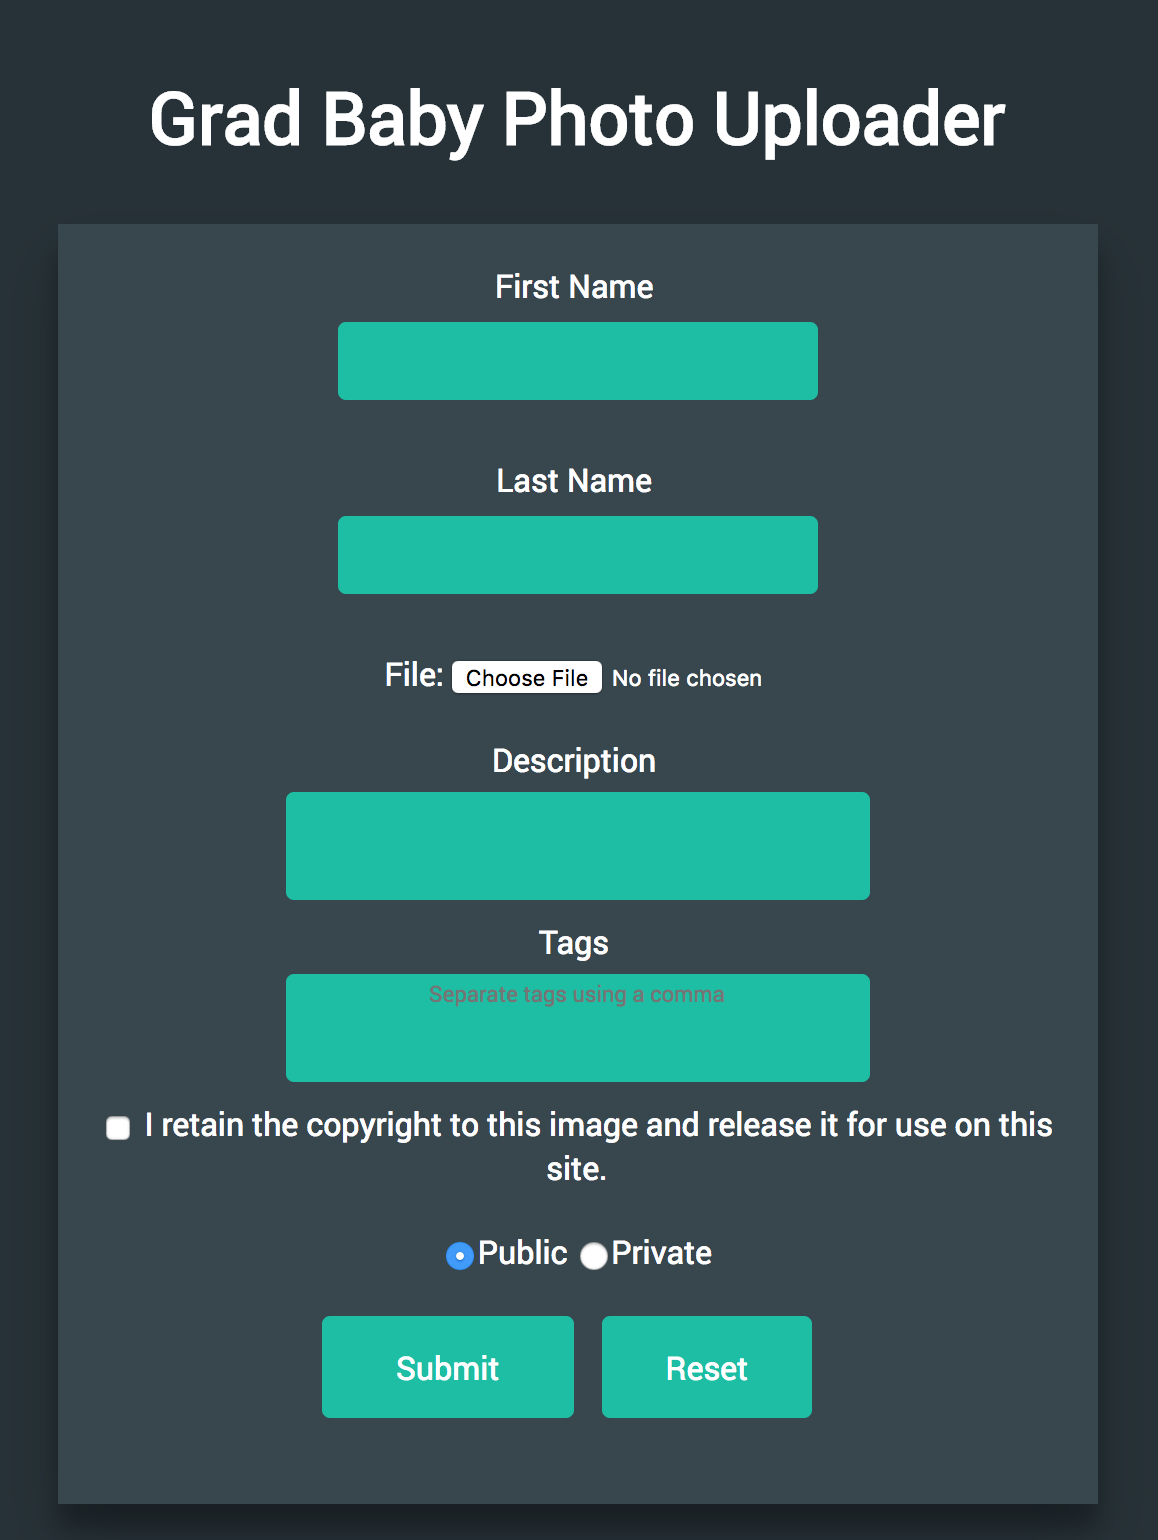 Grad Baby Photo Uploader
First Name
Last Name
File: Choose File No file chosen
Description
Tags
Separate tags using a comma
I retain the copyright to this image and release it for use on this
site.
Public Private
Submit Reset